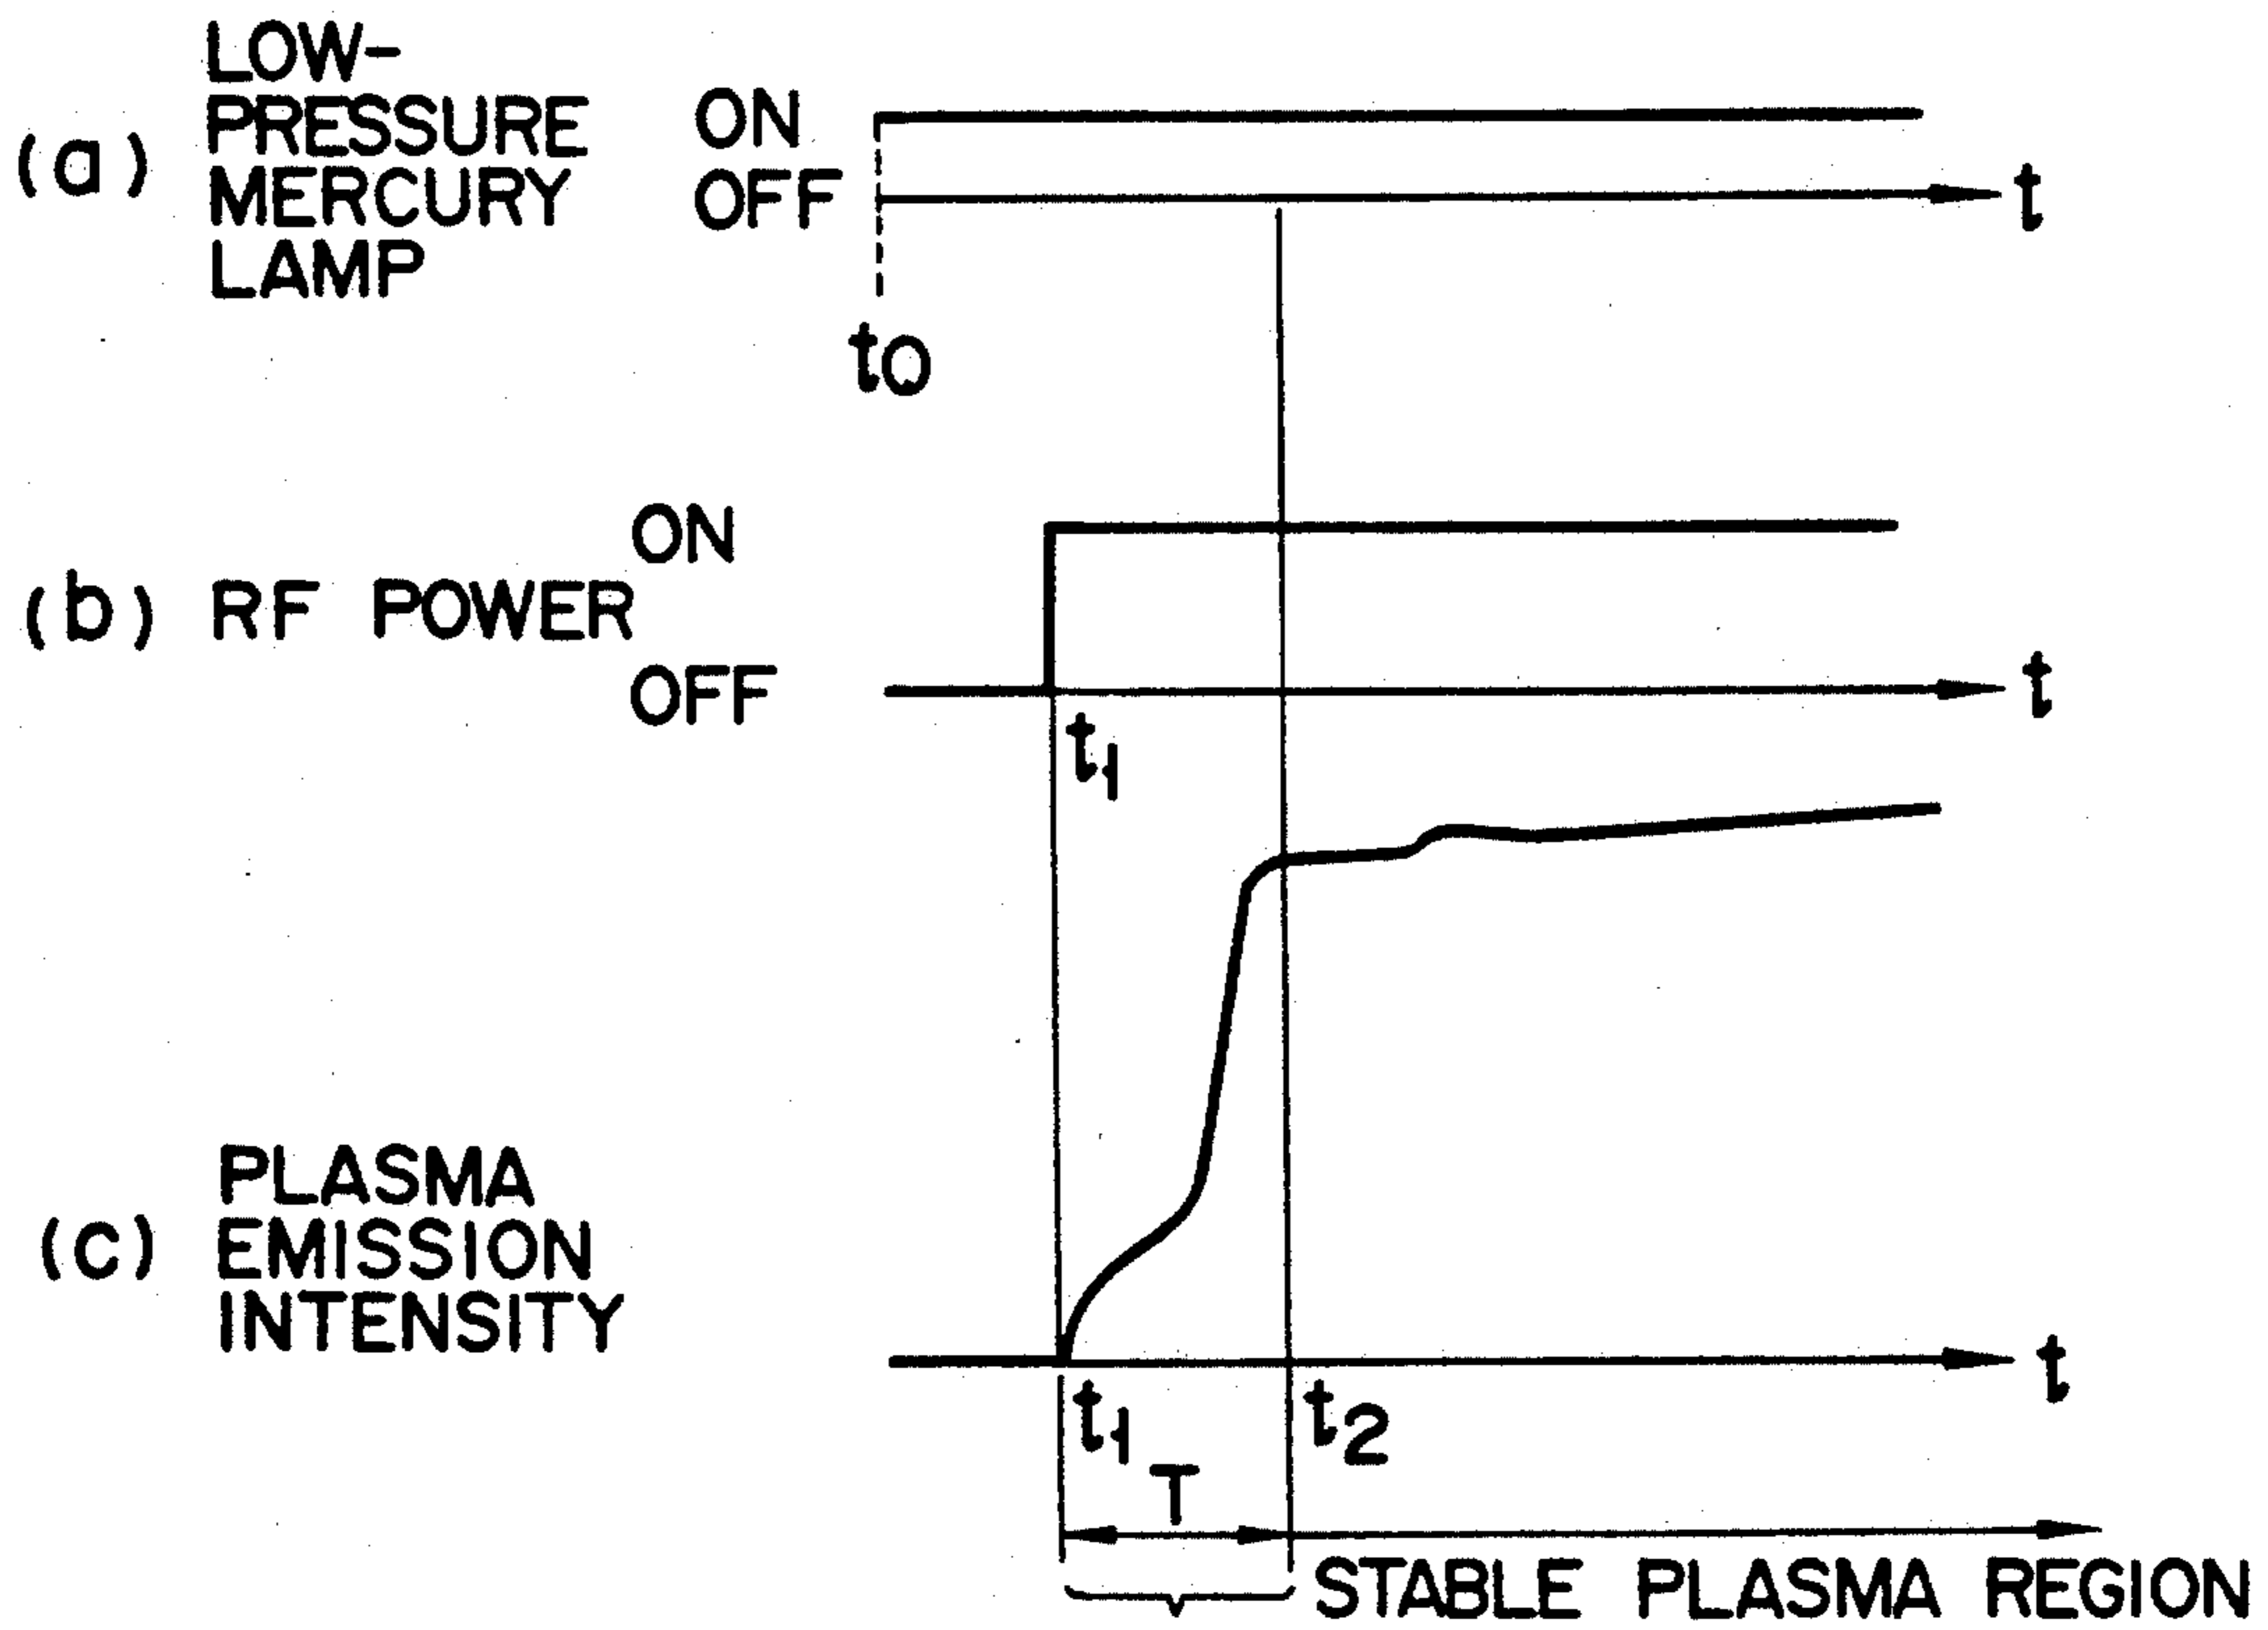 (a) LOW-
PRESSURE
MERCURY
LAMP
ON
OFF
t
t0
(b) RF POWER
ON
OFF
t
t1
(c) PLASMA
EMISSION
INTENSITY
t
t1
t2
T
STABLE PLASMA REGION